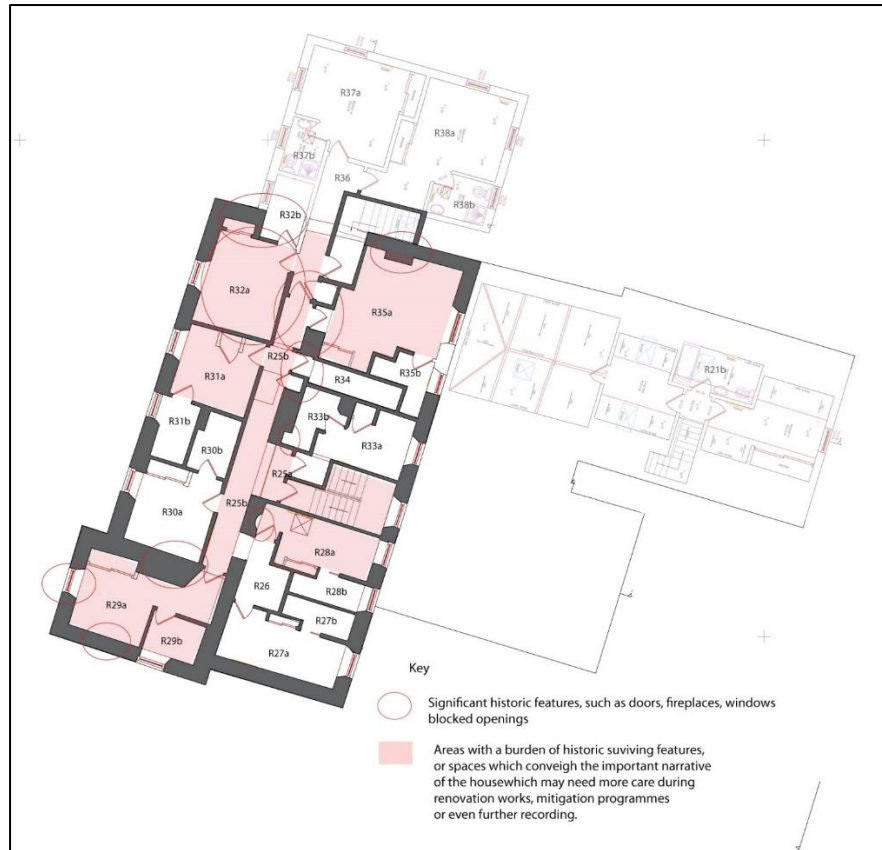 R37a
R38a
R37b
R36
R38b
R32b
R32a
R35a
R25b
R31a
R35b
R34
R21b
R33b
R31b
R33a
R30b
R25a
R25b
R30a
R28a
R26
R28b
R29a
R27b
R29b
R27a
Key
Significant historic features, such as doors, fireplaces, windows
blocked openings
Areas with a burden of historic suviving features,
or spaces which conveigh the important narrative
of the housewhich may need more care during
renovation works, mitigation programmes
or even further recording.